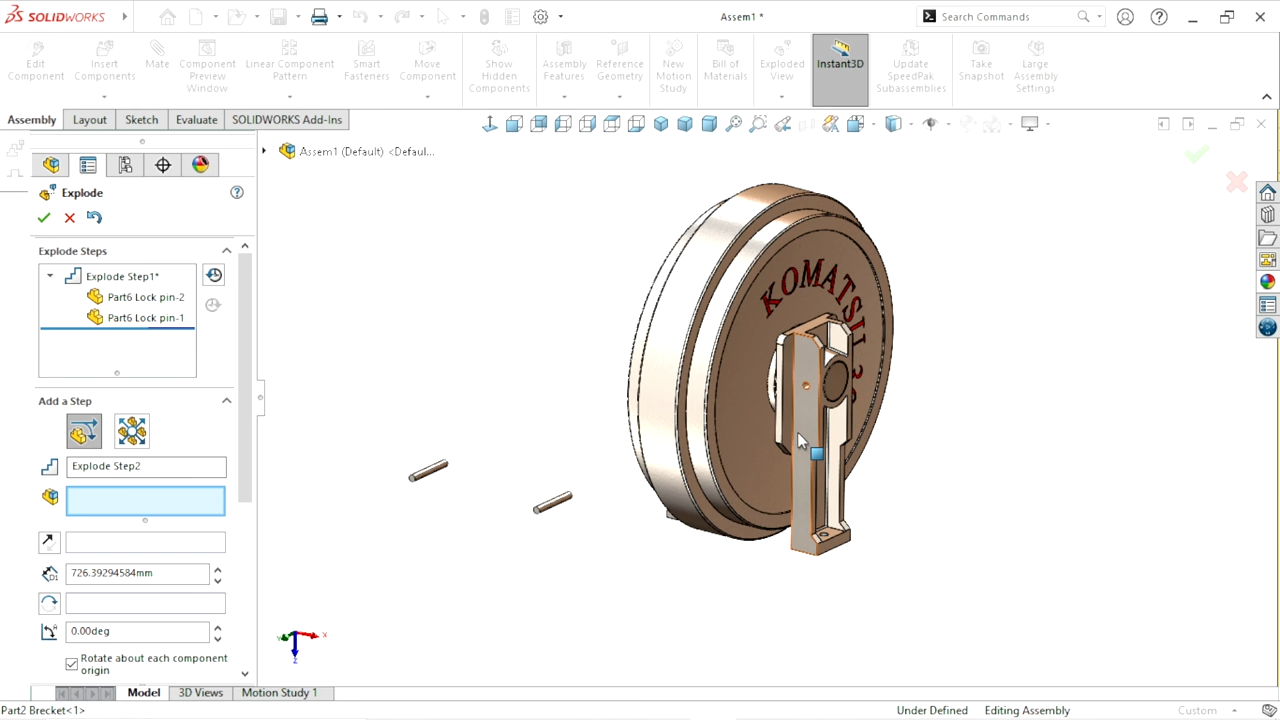 SOLIDWORKS
Assem1 *
Search Commands
Edit Component
Insert Components
Mate
Component Preview Window
Linear Component Pattern
Smart Fasteners
Move Component
Show Hidden Components
Assembly Features
Reference Geometry
New Motion Study
Bill of Materials
Exploded View
Instant3D
Update SpeedPak Subassemblies
Take Snapshot
Large Assembly Settings
Assembly
Layout
Sketch
Evaluate
SOLIDWORKS Add-Ins
Assem1 (Default) <Defaul...
Explode
Explode Steps
Explode Step1*
Part6 Lock pin-2
Part6 Lock pin-1
Add a Step
Explode Step2
726.39294584mm
0.00deg
Rotate about each component
origin
KOMATSU
X
Y
Z
Model
3D Views
Motion Study 1
Part2 Brecket<1>
Under Defined
Editing Assembly
Custom